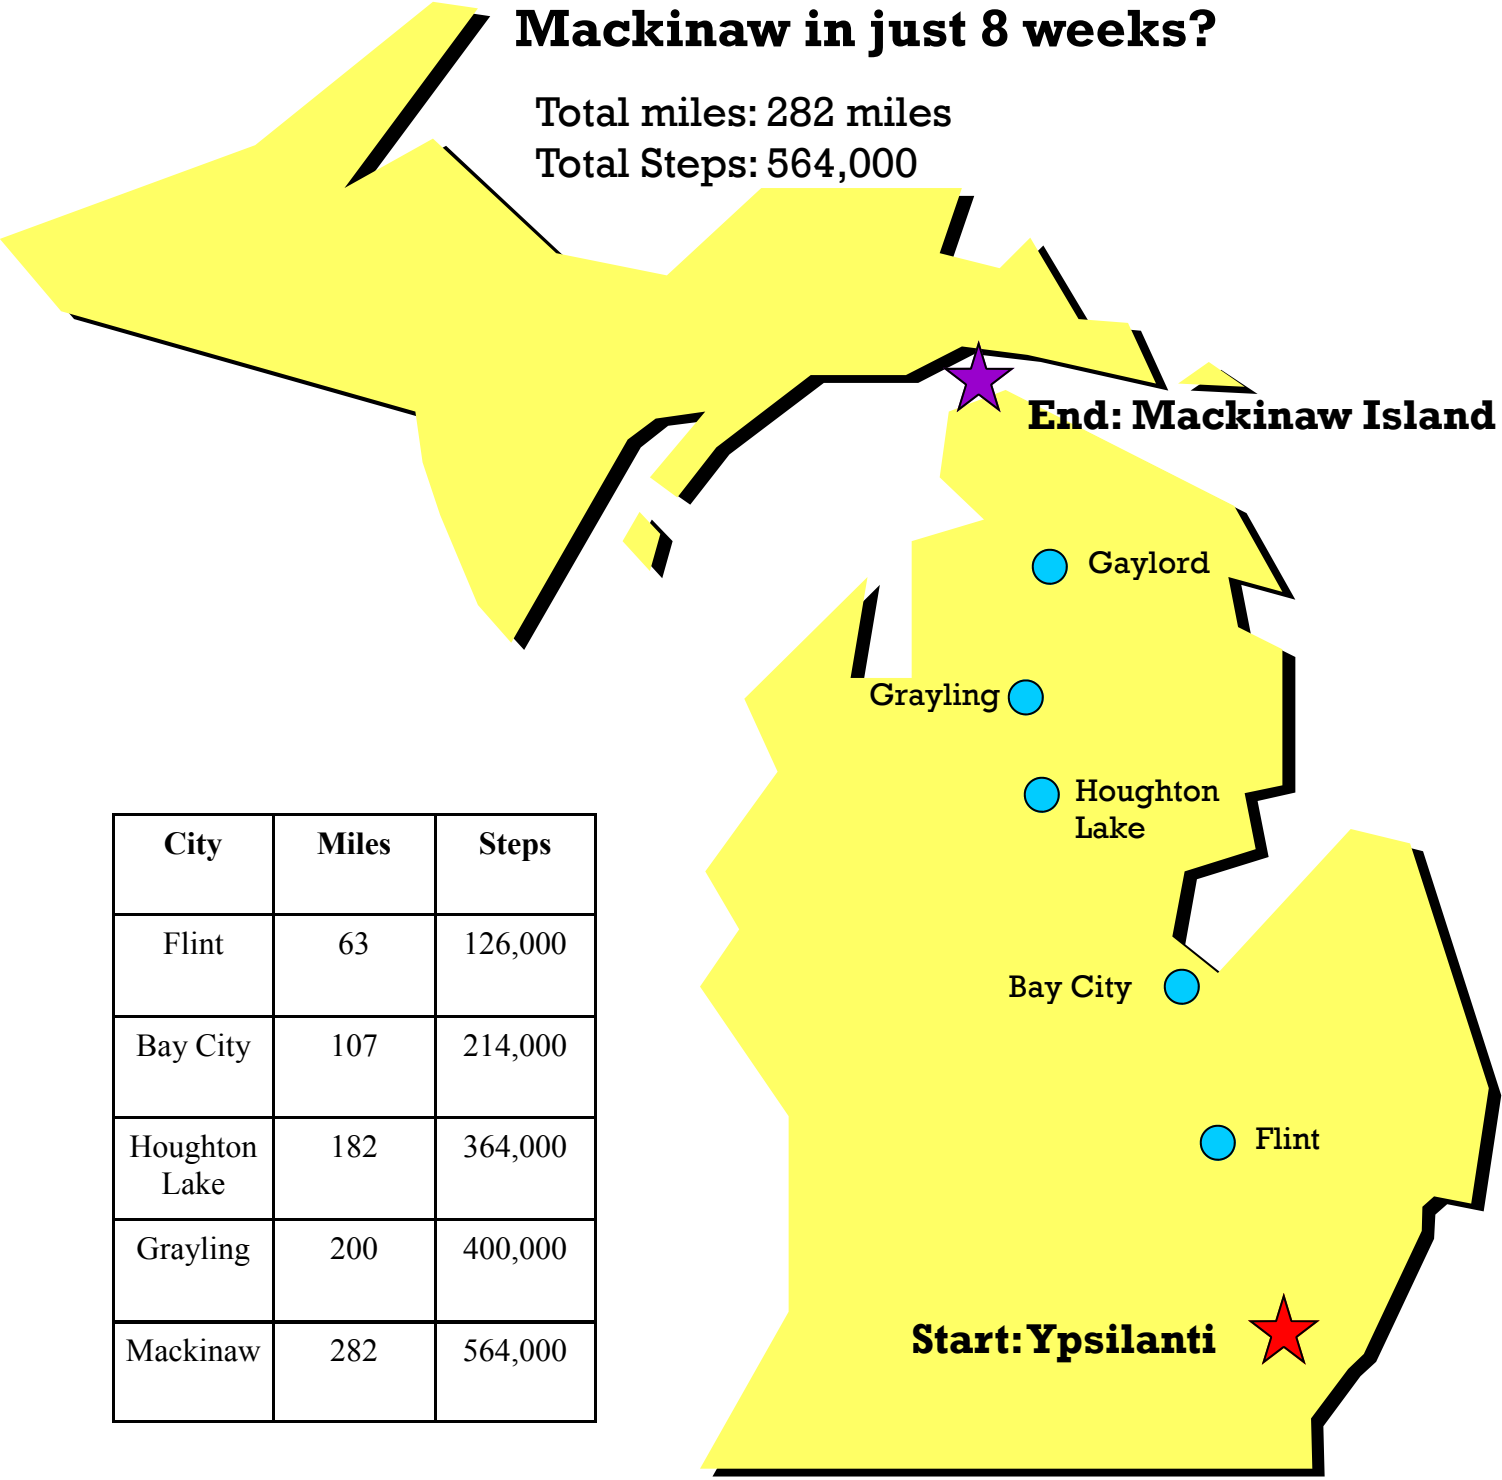 Mackinaw in just 8 weeks?
Total miles: 282 miles
Total Steps: 564,000
End: Mackinaw Island
Gaylord
Grayling
Houghton
Lake
Bay City
Flint
Start: Ypsilanti
City Miles Steps
Flint 63 126,000
Bay City 107 214,000
Houghton
Lake 182 364,000
Grayling 200 400,000
Mackinaw 282 564,000